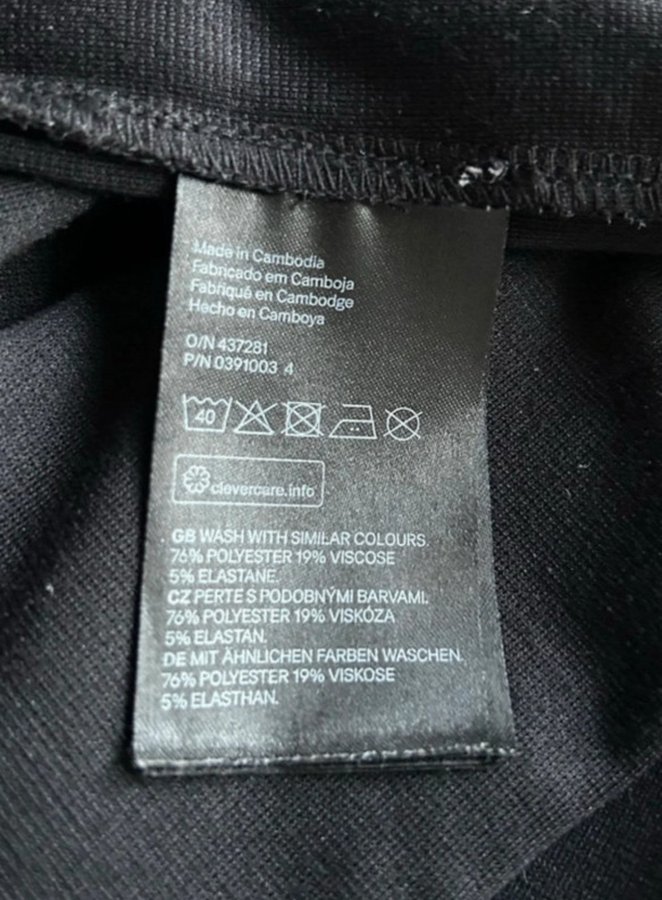 Made in Cambodia
Fabricado em Camboja
Fabriqué en Cambodge
Hecho en Camboya
O/N 437281
P/N 0391003 4
40
clevercare.info
GB WASH WITH SIMILAR COLOURS.
76% POLYESTER 19% VISCOSE
5% ELASTANE.
CZ PERTE S PODOBNÝMI BARVAMI.
76% POLYESTER 19% VISKÓZA
5% ELASTAN.
DE MIT ÄHNLICHEN FARBEN WASCHEN.
76% POLYESTER 19% VISKOSE
5% ELASTHAN.